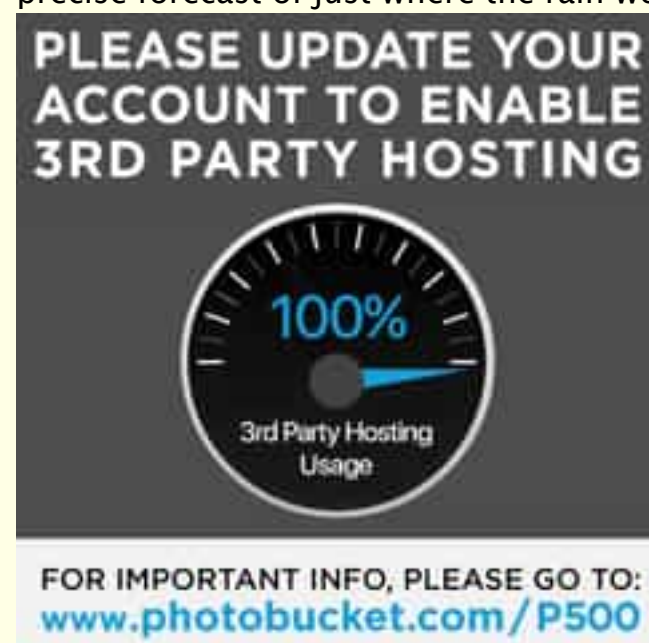 precise forecast of just where the rain
PLEASE UPDATE YOUR
ACCOUNT TO ENABLE
3RD PARTY HOSTING
100%
3rd Party Hosting
Usage
FOR IMPORTANT INFO, PLEASE GO TO:
www.photobucket.com/P500